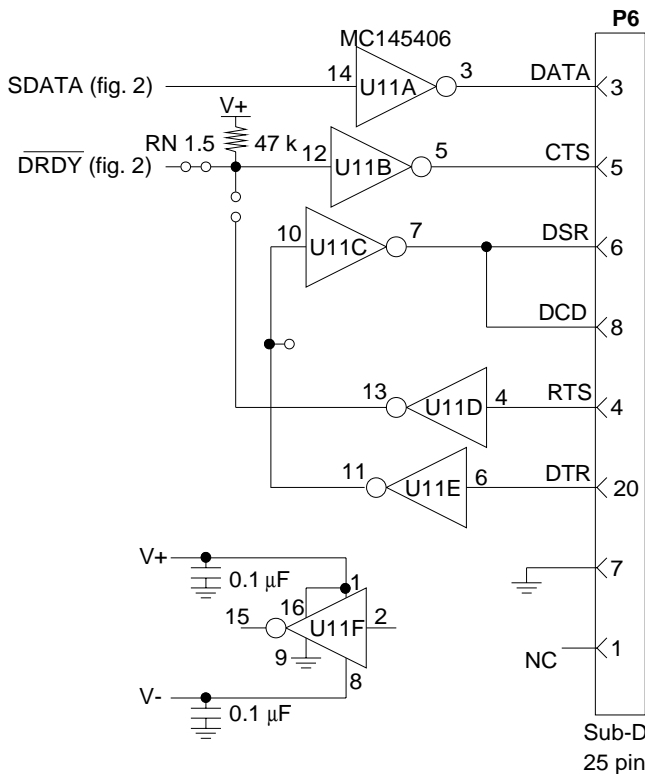 P6
MC145406
SDATA (fig. 2) 14 U11A 3 DATA 3
V+
RN 1.5 47 k
DRDY (fig. 2) 12 U11B 5 CTS 5
10 U11C 7 DSR 6
DCD 8
13 U11D 4 RTS 4
11 U11E 6 DTR 20
V+
0.1 µF
1
7
16
15 U11F 2
9
8
NC 1
V-
0.1 µF
Sub-D
25 pin